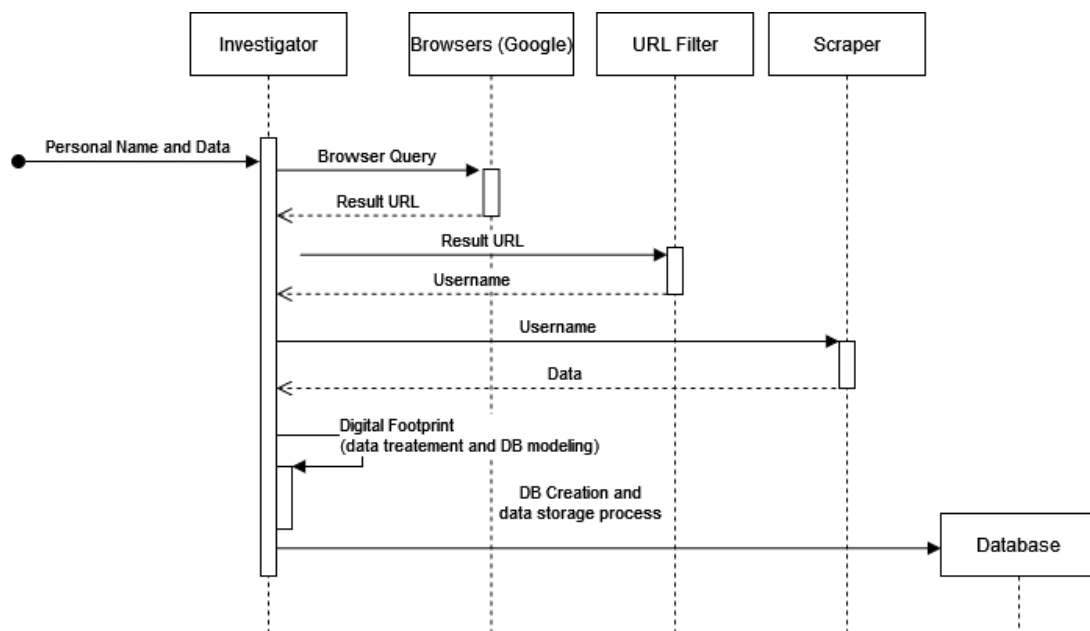 Investigator
Browsers (Google)
URL Filter
Scraper
Personal Name and Data
Browser Query
Result URL
Result URL
Username
Username
Data
Digital Footprint
(data treatement and DB modeling)
DB Creation and
data storage process
Database